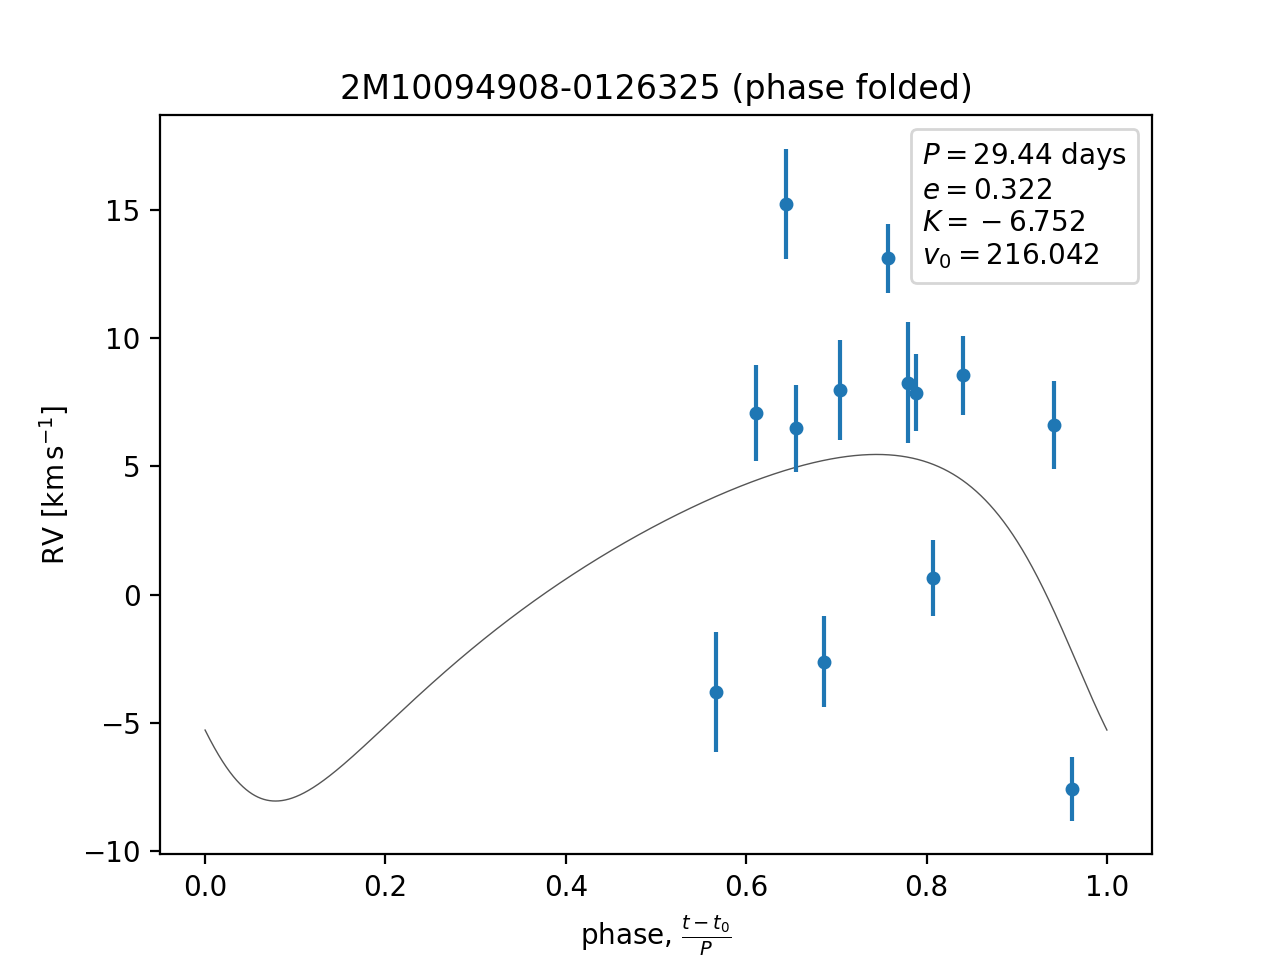 2M10094908-0126325 (phase folded)
P = 29.44 days
e = 0.322
K = −6.752
v₀ = 216.042
RV [km s⁻¹]
15
10
5
0
−5
−10
0.0 0.2 0.4 0.6 0.8 1.0
phase, (t − t₀)/P